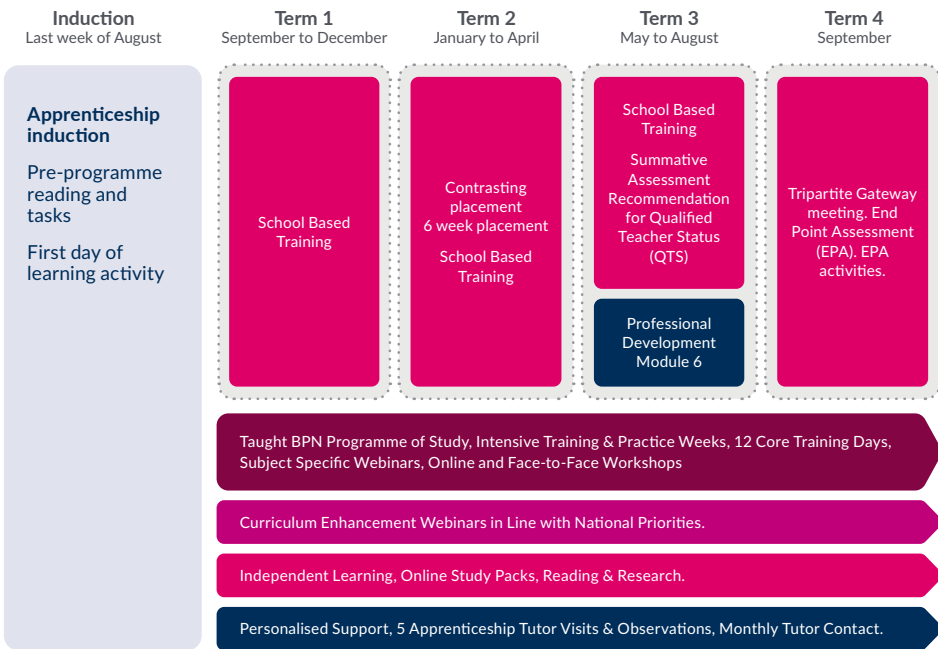 Induction
Last week of August
Term 1
September to December
Term 2
January to April
Term 3
May to August
Term 4
September
Apprenticeship
induction
Pre-programme
reading and
tasks
First day of
learning activity
School Based
Training
Contrasting
placement
6 week placement
School Based
Training
School Based
Training
Summative
Assessment
Recommendation
for Qualified
Teacher Status
(QTS)
Professional
Development
Module 6
Tripartite Gateway
meeting. End
Point Assessment
(EPA). EPA
activities.
Taught BPN Programme of Study, Intensive Training & Practice Weeks, 12 Core Training Days,
Subject Specific Webinars, Online and Face-to-Face Workshops
Curriculum Enhancement Webinars in Line with National Priorities.
Independent Learning, Online Study Packs, Reading & Research.
Personalised Support, 5 Apprenticeship Tutor Visits & Observations, Monthly Tutor Contact.